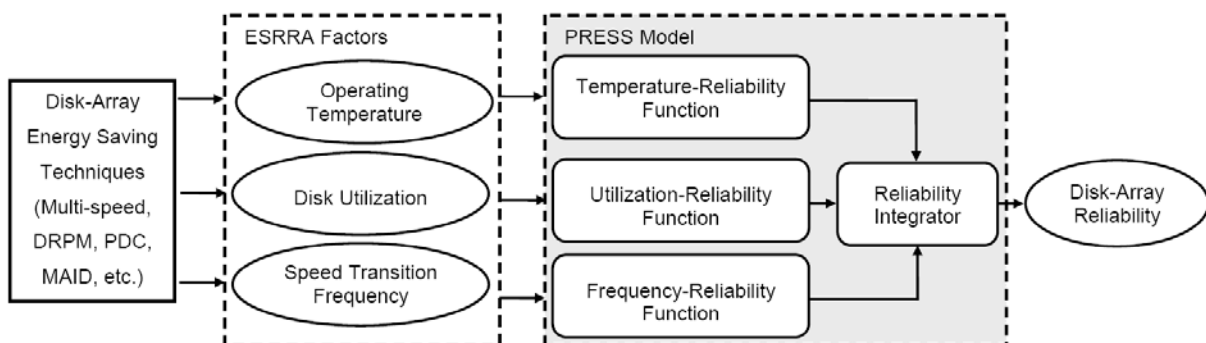 ESRRA Factors
PRESS Model
Disk-Array
Energy Saving
Techniques
(Multi-speed,
DRPM, PDC,
MAID, etc.)
Operating
Temperature
Disk Utilization
Speed Transition
Frequency
Temperature-Reliability
Function
Utilization-Reliability
Function
Frequency-Reliability
Function
Reliability
Integrator
Disk-Array
Reliability